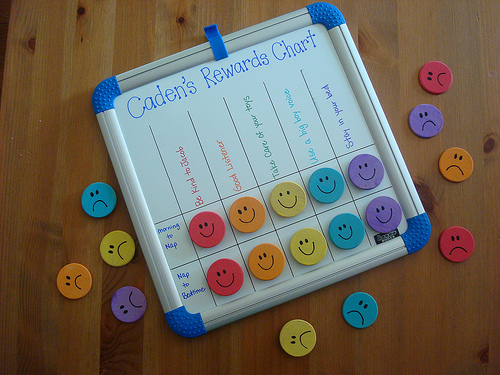 Caden's Rewards Chart
Be Kind to
Good Listener
Take Care of your toys
Use a big boy voice
Stay in your bed
Morning
to
Nap
Nap
to
Bedtime